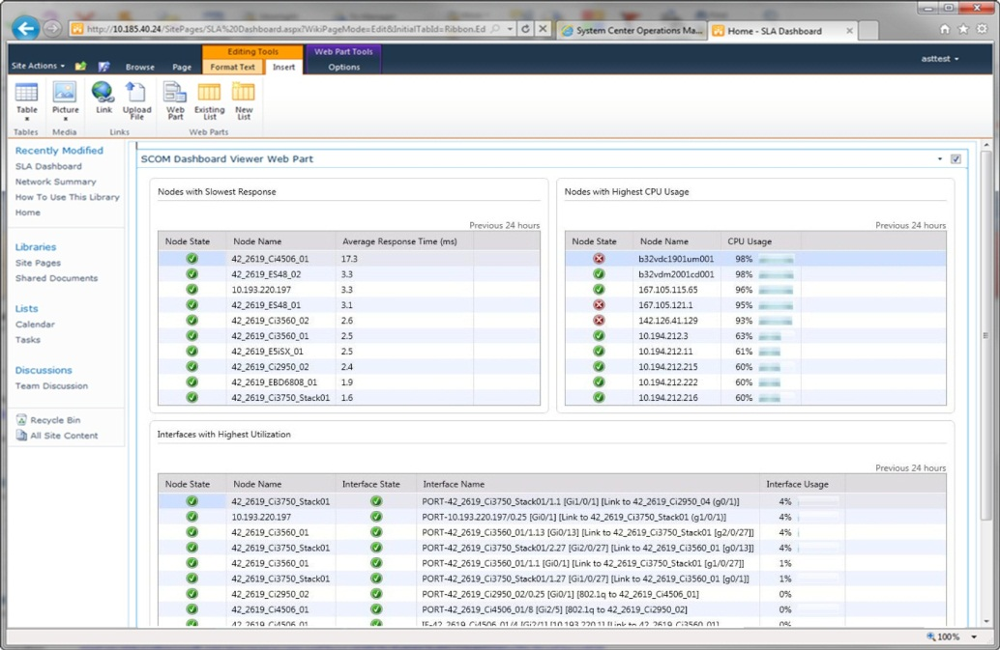 http://10.185.40.24/SitePages/SLA%20Dashboard.aspx?WikiPageMode=Edit&InitialTabId=Ribbon.Ed
System Center Operations Ma...
Home - SLA Dashboard
Site Actions
Browse
Page
Editing Tools
Format Text
Insert
Web Part Tools
Options
asttest
Table
Picture
Link
Upload File
Web Part
Existing List
New List
Tables
Media
Links
Web Parts
Recently Modified
SLA Dashboard
Network Summary
How To Use This Library
Home
Libraries
Site Pages
Shared Documents
Lists
Calendar
Tasks
Discussions
Team Discussion
Recycle Bin
All Site Content
SCOM Dashboard Viewer Web Part
Nodes with Slowest Response
Previous 24 hours
Node State Node Name Average Response Time (ms)
42_2619_Ci4506_01 17.3
42_2619_ES48_02 3.3
10.193.220.197 3.3
42_2619_ES48_01 3.1
42_2619_Ci3560_02 2.6
42_2619_Ci3560_01 2.5
42_2619_E5iSX_01 2.5
42_2619_Ci2950_02 2.4
42_2619_EBD6808_01 1.9
42_2619_Ci3750_Stack01 1.6
Nodes with Highest CPU Usage
Previous 24 hours
Node State Node Name CPU Usage
b32vdc1901um001 98%
b32vdm2001cd001 98%
167.105.115.65 96%
167.105.121.1 95%
142.126.41.129 93%
10.194.212.3 63%
10.194.212.11 61%
10.194.212.215 60%
10.194.212.222 60%
10.194.212.216 60%
Interfaces with Highest Utilization
Previous 24 hours
Node State Node Name Interface State Interface Name Interface Usage
42_2619_Ci3750_Stack01 PORT-42_2619_Ci3750_Stack01/1.1 [Gi1/0/1] [Link to 42_2619_Ci2950_04 (g0/1)] 4%
10.193.220.197 PORT-10.193.220.197/0.25 [Gi0/1] [Link to 42_2619_Ci3750_Stack01 (g1/0/1)] 4%
42_2619_Ci3560_01 PORT-42_2619_Ci3560_01/1.13 [Gi0/13] [Link to 42_2619_Ci3750_Stack01 [g2/0/27]] 4%
42_2619_Ci3750_Stack01 PORT-42_2619_Ci3750_Stack01/2.27 [Gi2/0/27] [Link to 42_2619_Ci3560_01 [g0/13]] 4%
42_2619_Ci3560_01 PORT-42_2619_Ci3560_01/1.1 [Gi0/1] [Link to 42_2619_Ci3750_Stack01 [g1/0/27]] 1%
42_2619_Ci3750_Stack01 PORT-42_2619_Ci3750_Stack01/1.27 [Gi1/0/27] [Link to 42_2619_Ci3560_01 [g0/1]] 1%
42_2619_Ci2950_02 PORT-42_2619_Ci2950_02/0.25 [Gi0/1] [802.1q to 42_2619_Ci4506_01] 0%
42_2619_Ci4506_01 PORT-42_2619_Ci4506_01/8 [Gi2/5] [802.1q to 42_2619_Ci2950_02] 0%
42_2619_Ci4506_01 IF-42_2619_Ci4506_01/4 [Gi2/1] [10.193.220.1] [Link to 42_2619_Ci3560_01] 0%
100%